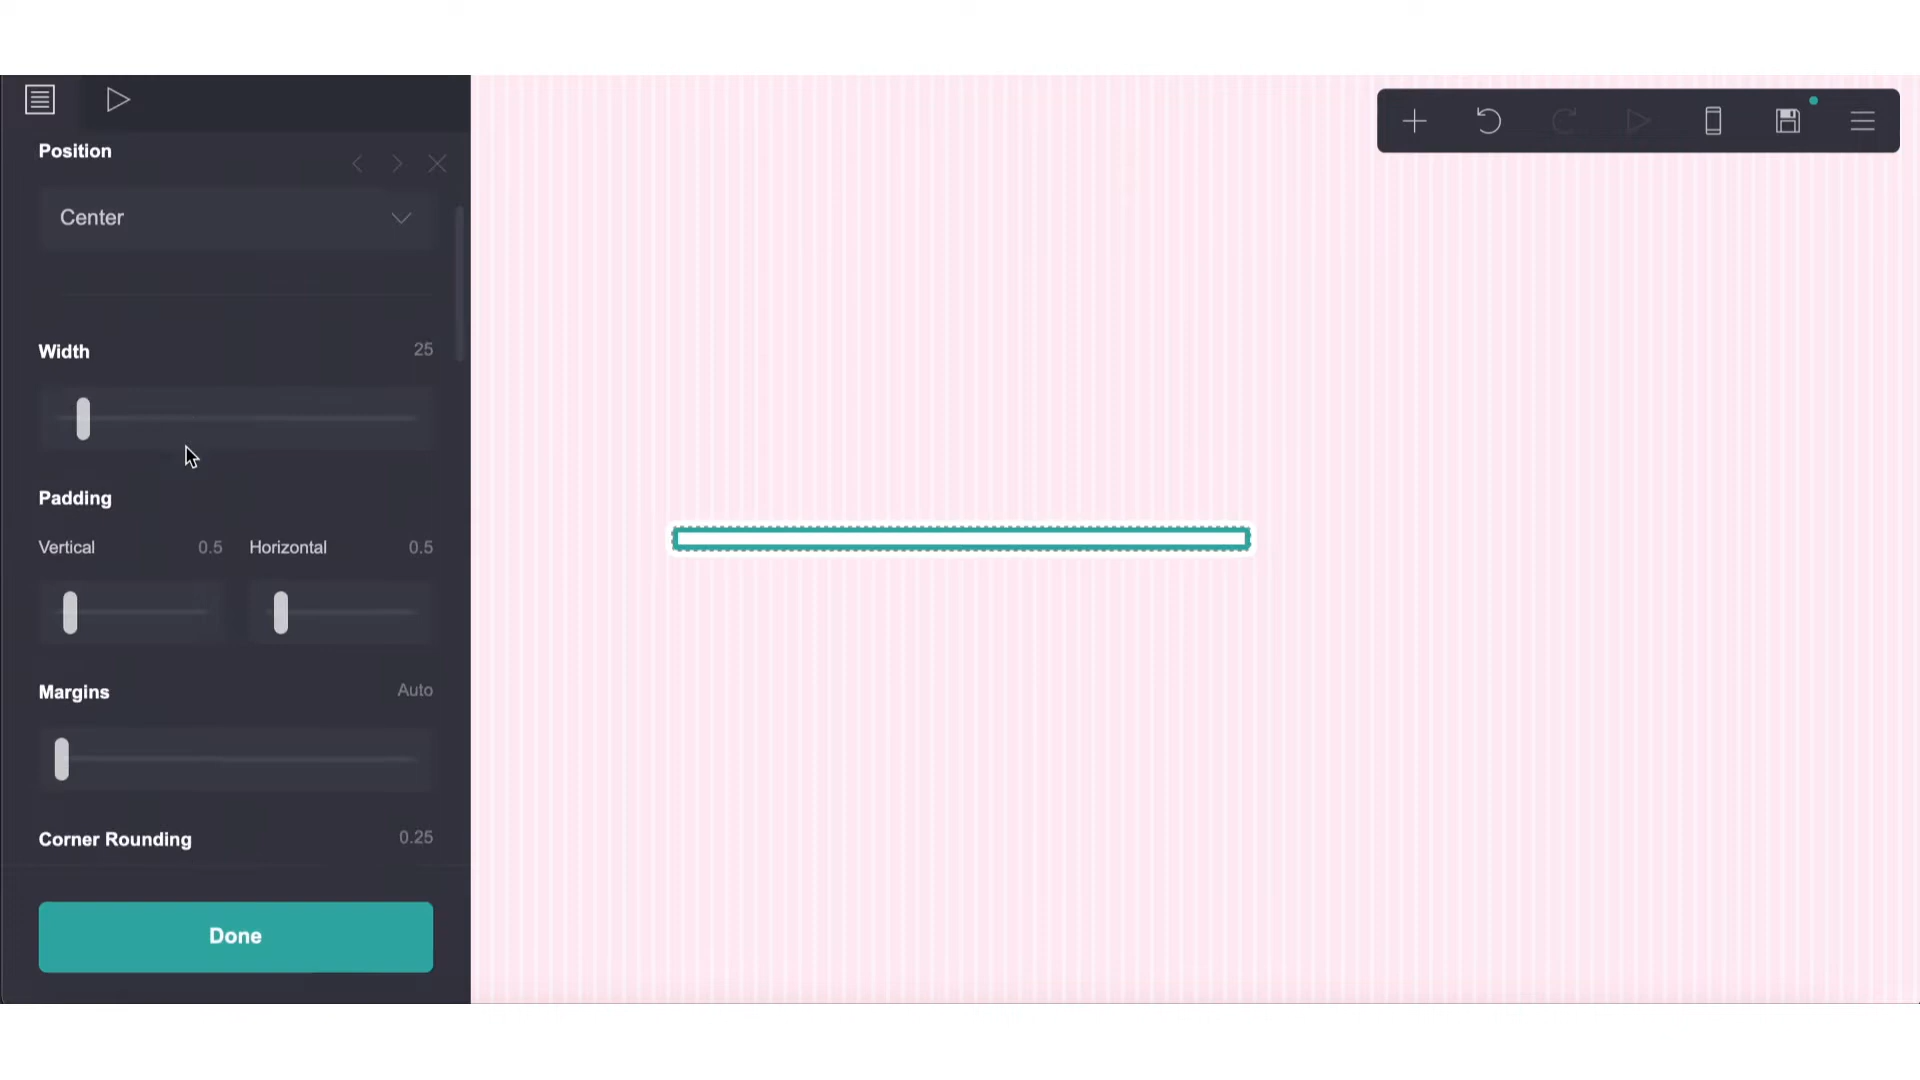 Position
Center
Width 25
Padding
Vertical 0.5 Horizontal 0.5
Margins Auto
Corner Rounding 0.25
Done